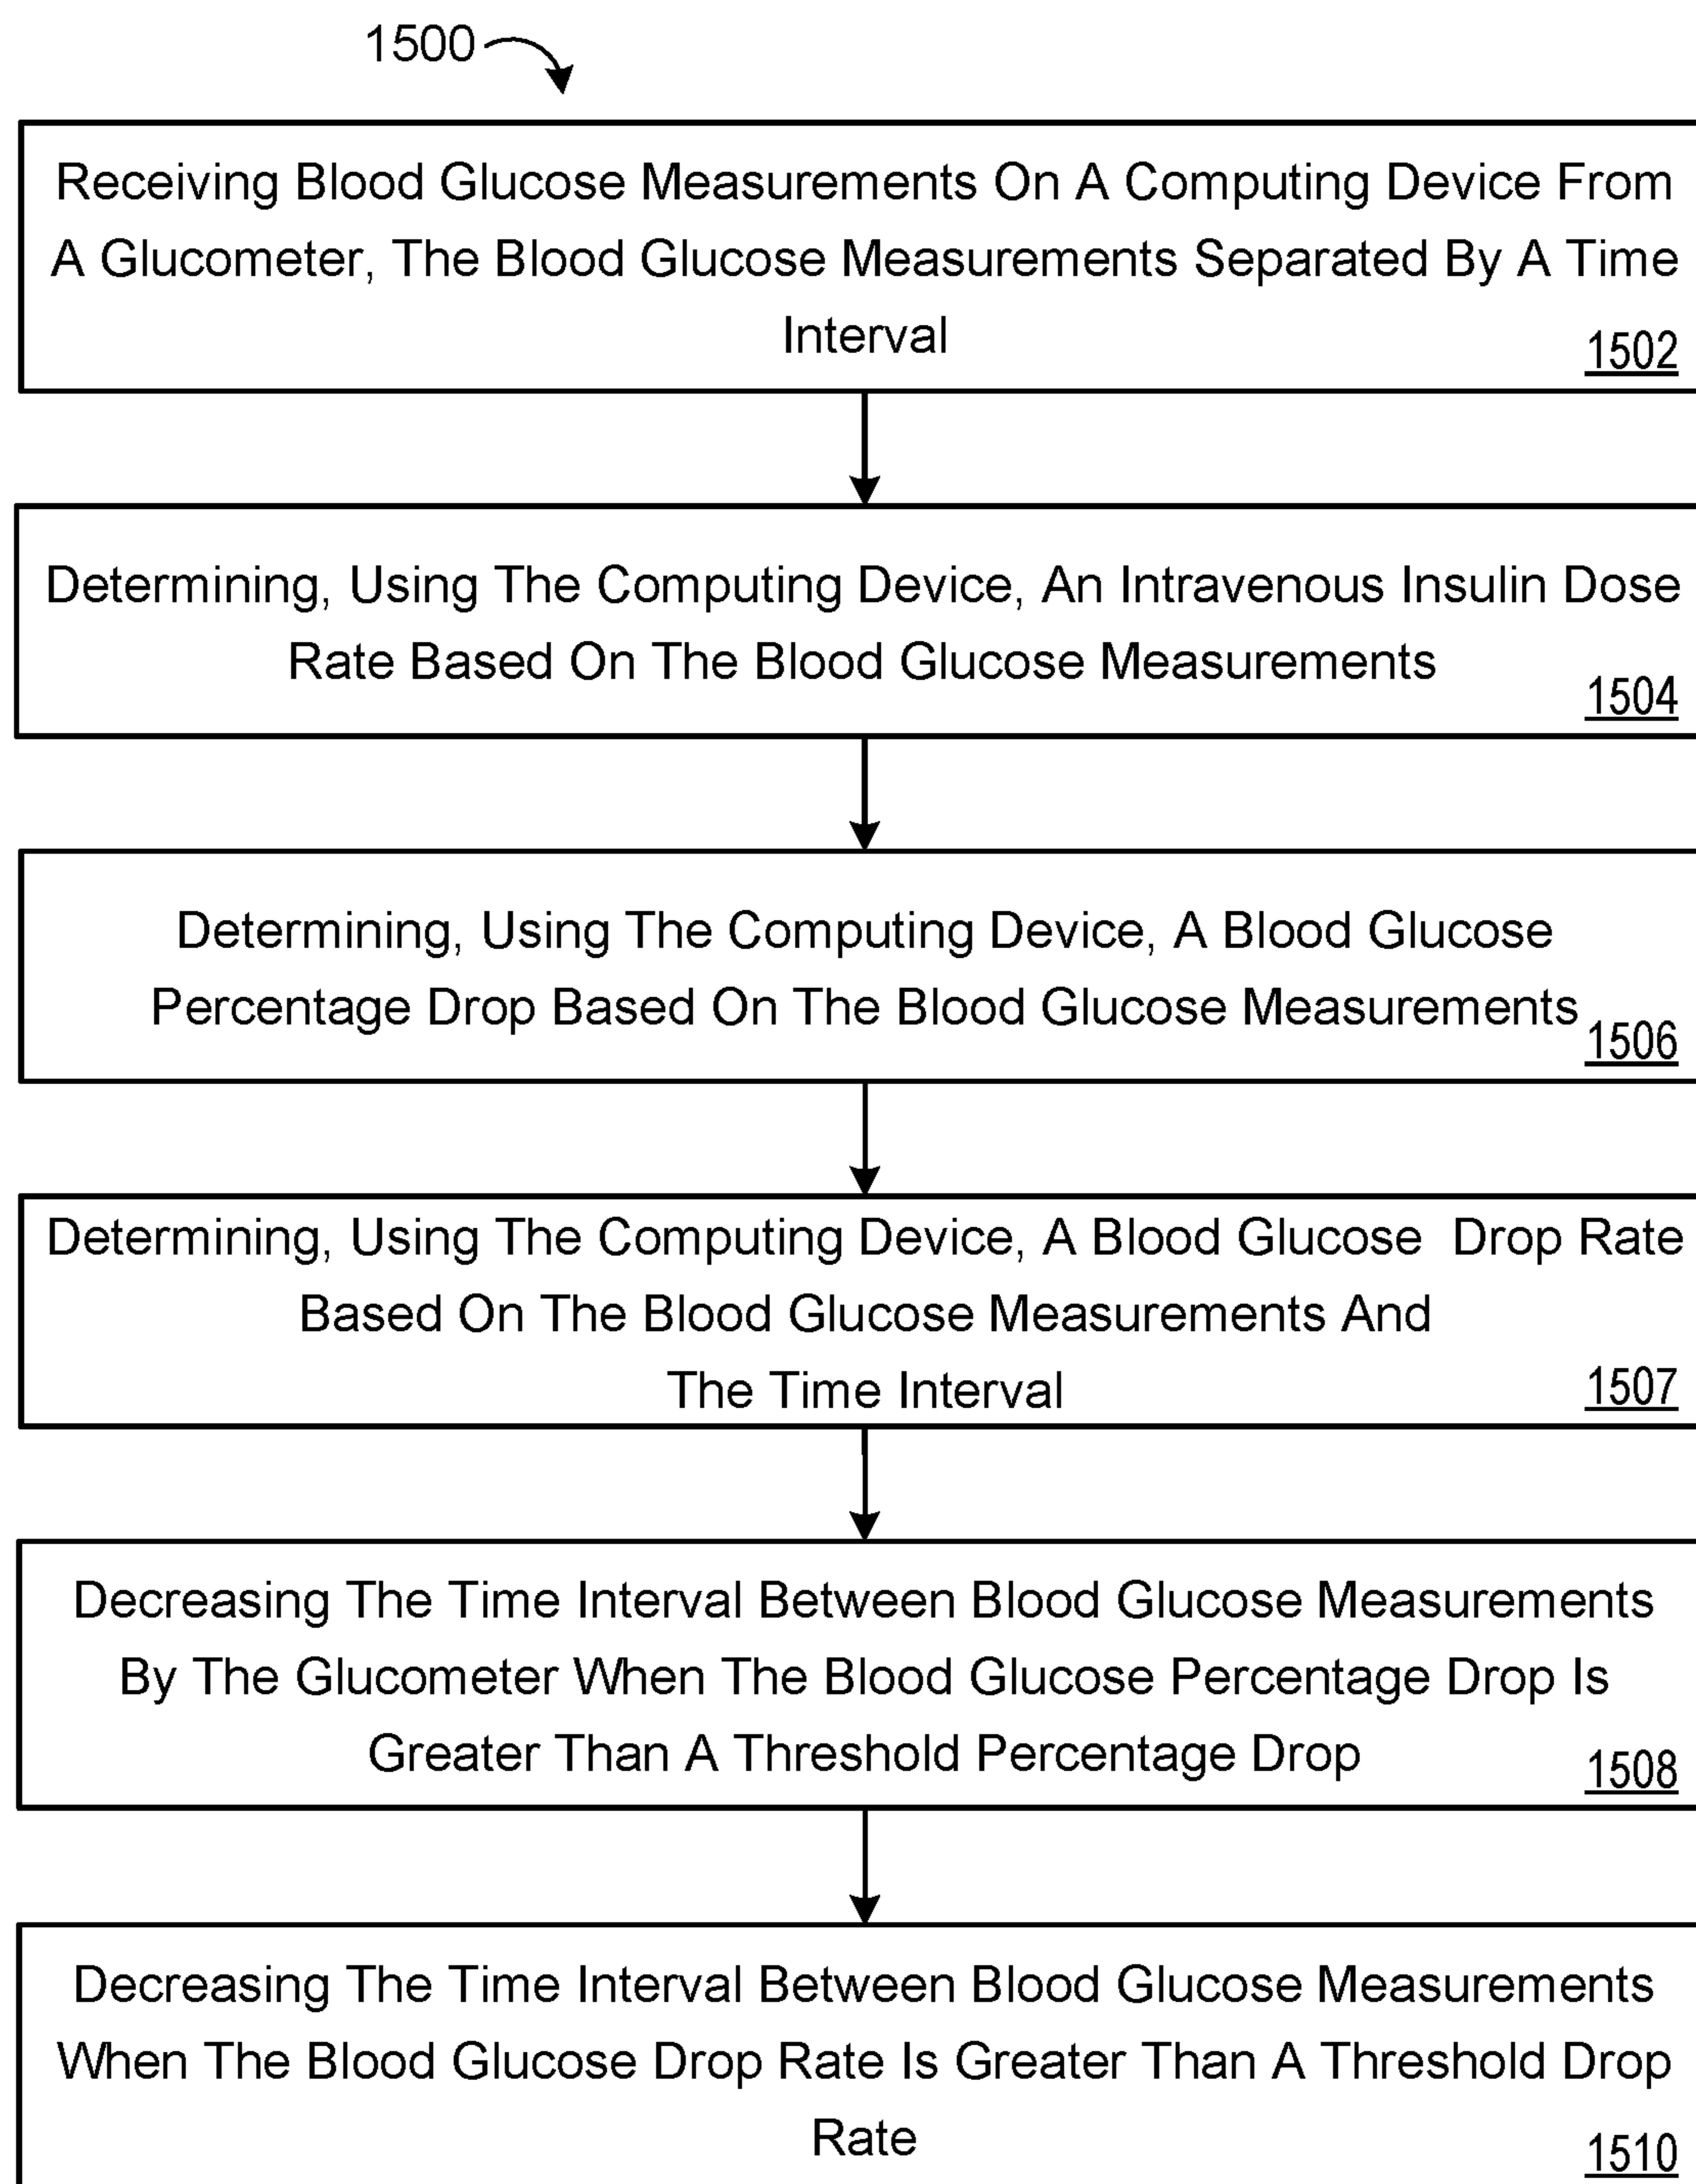 1500
Receiving Blood Glucose Measurements On A Computing Device From
A Glucometer, The Blood Glucose Measurements Separated By A Time
Interval
1502
Determining, Using The Computing Device, An Intravenous Insulin Dose
Rate Based On The Blood Glucose Measurements
1504
Determining, Using The Computing Device, A Blood Glucose
Percentage Drop Based On The Blood Glucose Measurements
1506
Determining, Using The Computing Device, A Blood Glucose Drop Rate
Based On The Blood Glucose Measurements And
The Time Interval
1507
Decreasing The Time Interval Between Blood Glucose Measurements
By The Glucometer When The Blood Glucose Percentage Drop Is
Greater Than A Threshold Percentage Drop
1508
Decreasing The Time Interval Between Blood Glucose Measurements
When The Blood Glucose Drop Rate Is Greater Than A Threshold Drop
Rate
1510